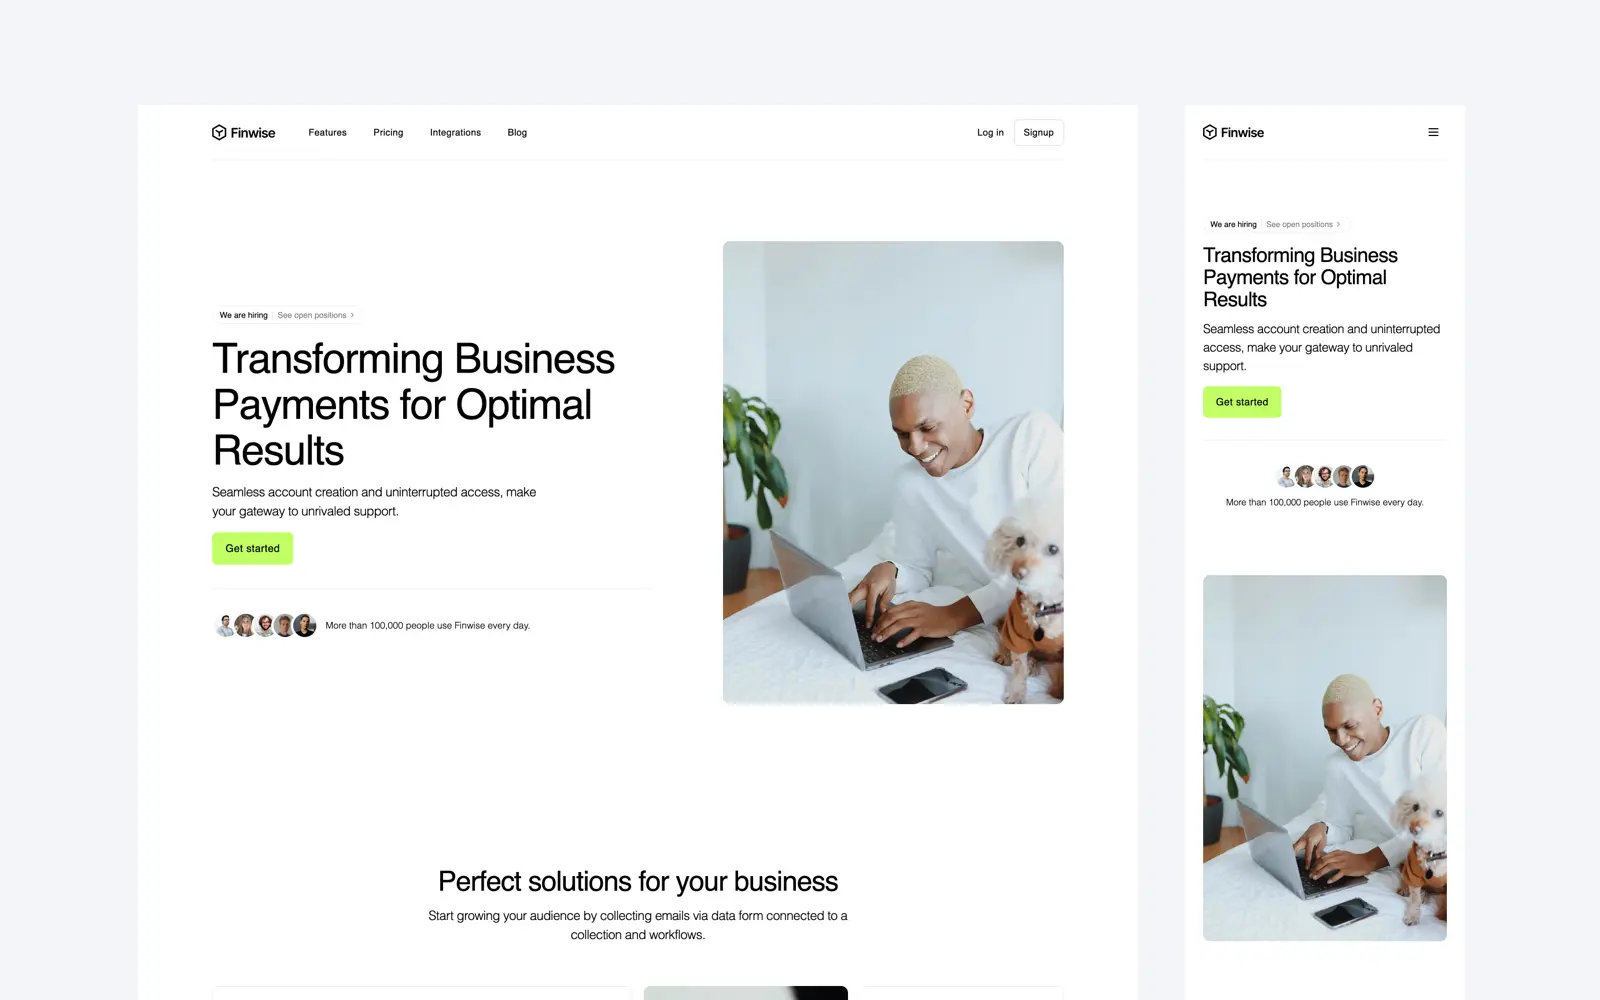 Finwise
Features
Pricing
Integrations
Blog
Log in
Signup
We are hiring
See open positions
Transforming Business
Payments for Optimal
Results
Seamless account creation and uninterrupted access, make
your gateway to unrivaled support.
Get started
More than 100,000 people use Finwise every day.
Perfect solutions for your business
Start growing your audience by collecting emails via data form connected to a
collection and workflows.
Finwise
We are hiring
See open positions
Transforming Business
Payments for Optimal
Results
Seamless account creation and uninterrupted
access, make your gateway to unrivaled
support.
Get started
More than 100,000 people use Finwise every day.